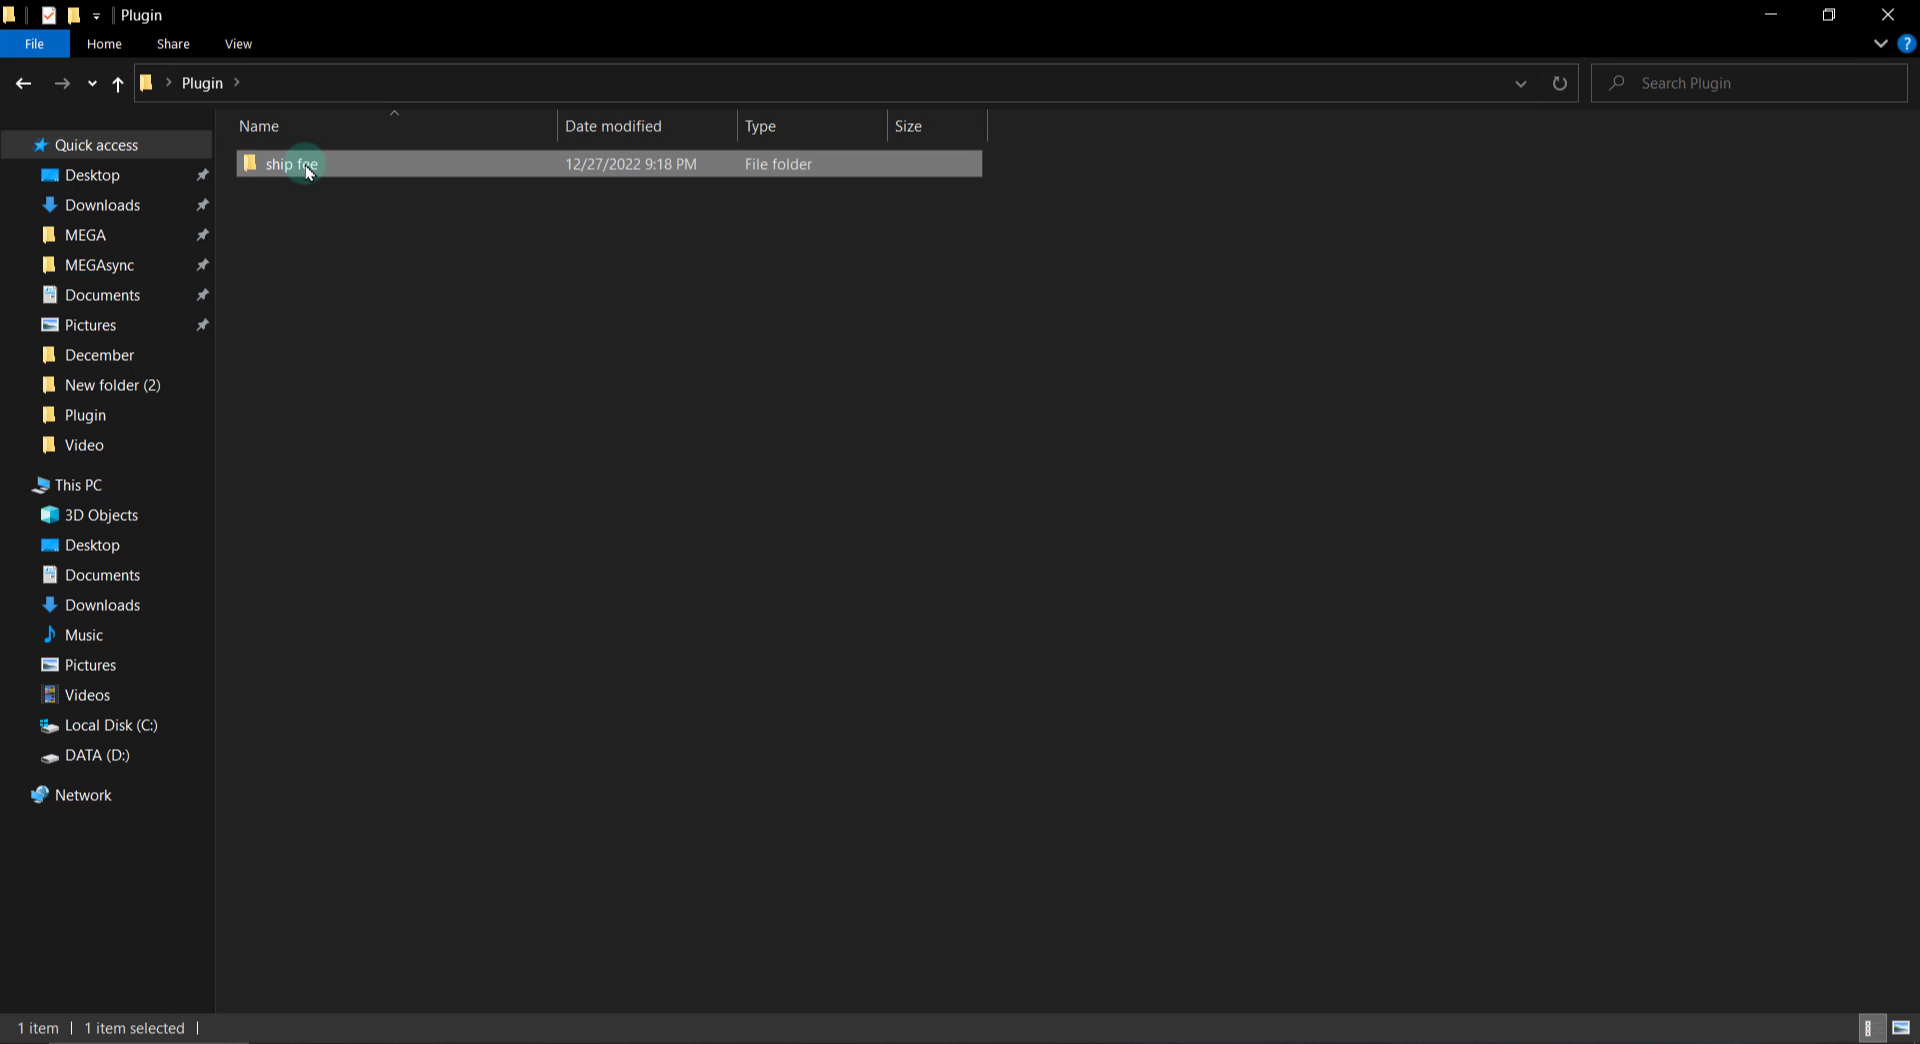 Plugin
File Home Share View
Plugin
Search Plugin
Name Date modified Type Size
ship fee 12/27/2022 9:18 PM File folder
Quick access
Desktop
Downloads
MEGA
MEGAsync
Documents
Pictures
December
New folder (2)
Plugin
Video
This PC
3D Objects
Desktop
Documents
Downloads
Music
Pictures
Videos
Local Disk (C:)
DATA (D:)
Network
1 item 1 item selected